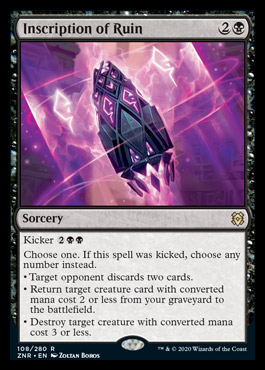 Inscription of Ruin 2
Sorcery
Kicker 2
Choose one. If this spell was kicked, choose any
number instead.
• Target opponent discards two cards.
• Return target creature card with converted
mana cost 2 or less from your graveyard to
the battlefield.
• Destroy target creature with converted mana
cost 3 or less.
108/280 R
ZNR • EN Zoltan Boros
™ & © 2020 Wizards of the Coast